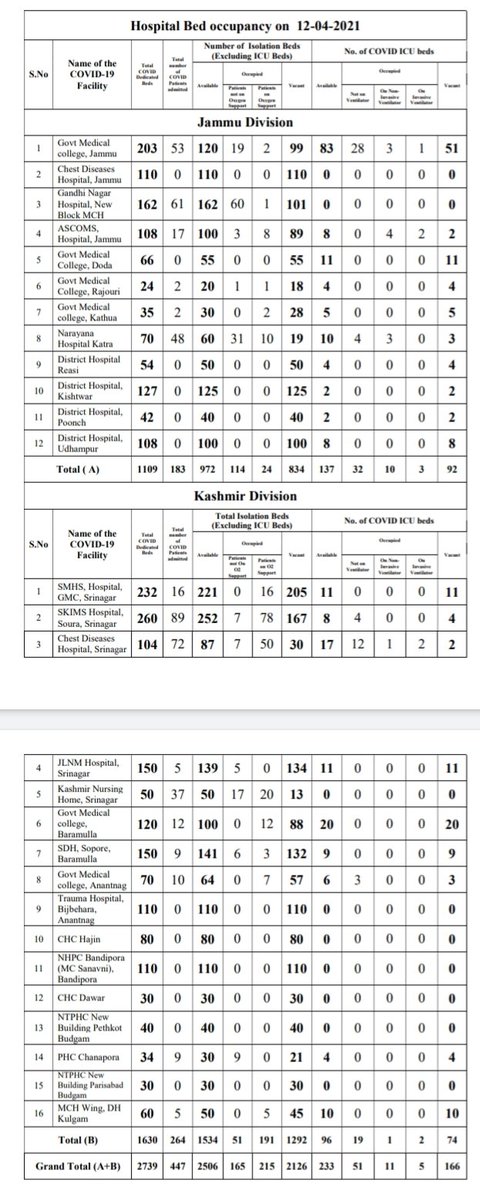 Hospital Bed occupancy on 12-04-2021
S.No
Name of the COVID-19 Facility
Total COVID Dedicated Beds
Total number of COVID Patients admitted
Number of Isolation Beds (Excluding ICU Beds)
No. of COVID ICU beds
Available
Occupied
Patients not on Oxygen Support
Patients on Oxygen Support
Vacant
Available
Occupied
Not on Ventilator
On Non-Invasive Ventilator
On Ventilator
Vacant
Jammu Division
1 Govt Medical college, Jammu 203 53 120 19 2 99 83 28 3 1 51
2 Chest Diseases Hospital, Jammu 110 0 110 0 0 110 0 0 0 0 0
3 Gandhi Nagar Hospital, New Block MCH 162 61 162 60 1 101 0 0 0 0 0
4 ASCOMS, Hospital, Jammu 108 17 100 3 8 89 8 0 4 2 2
5 Govt Medical College, Doda 66 0 55 0 0 55 11 0 0 0 11
6 Govt Medical College, Rajouri 24 2 20 1 1 18 4 0 0 0 4
7 Govt Medical college, Kathua 35 2 30 0 2 28 5 0 0 0 5
8 Narayana Hospital Katra 70 48 60 31 10 19 10 4 3 0 3
9 District Hospital Reasi 54 0 50 0 0 50 4 0 0 0 4
10 District Hospital, Kishtwar 127 0 125 0 0 125 2 0 0 0 2
11 District Hospital, Poonch 42 0 40 0 0 40 2 0 0 0 2
12 District Hospital, Udhampur 108 0 100 0 0 100 8 0 0 0 8
Total ( A) 1109 183 972 114 24 834 137 32 10 3 92
Kashmir Division
S.No
Name of the COVID-19 Facility
Total COVID Dedicated Beds
Total number of COVID Patients admitted
Total Isolation Beds (Excluding ICU Beds)
No. of COVID ICU beds
Available
Occupied
Patients not On O2 Support
Patients on O2 Support
Vacant
Available
Occupied
Not on Ventilator
On Non-Invasive Ventilator
On Ventilator
Vacant
1 SMHS, Hospital, GMC, Srinagar 232 16 221 0 16 205 11 0 0 0 11
2 SKIMS Hospital Soura, Srinagar 260 89 252 7 78 167 8 4 0 0 4
3 Chest Diseases Hospital, Srinagar 104 72 87 7 50 30 17 12 1 2 2
4 JLNM Hospital, Srinagar 150 5 139 5 0 134 11 0 0 0 11
5 Kashmir Nursing Home, Srinagar 50 37 50 17 20 13 0 0 0 0 0
6 Govt Medical college, Baramulla 120 12 100 0 12 88 20 0 0 0 20
7 SDH, Sopore, Baramulla 150 9 141 6 3 132 9 0 0 0 9
8 Govt Medical college, Anantnag 70 10 64 0 7 57 6 3 0 0 3
9 Trauma Hospital, Bijbehara, Anantnag 110 0 110 0 0 110 0 0 0 0 0
10 CHC Hajin 80 0 80 0 0 80 0 0 0 0 0
11 NHPC Bandipora (MC Sanavni), Bandipora 110 0 110 0 0 110 0 0 0 0 0
12 CHC Dawar 30 0 30 0 0 30 0 0 0 0 0
13 NTPHC New Building Pethkot Budgam 40 0 40 0 0 40 0 0 0 0 0
14 PHC Chanapora 34 9 30 9 0 21 4 0 0 0 4
15 NTPHC New Building Parisabad Budgam 30 0 30 0 0 30 0 0 0 0 0
16 MCH Wing, DH Kulgam 60 5 50 0 5 45 10 0 0 0 10
Total (B) 1630 264 1534 51 191 1292 96 19 1 2 74
Grand Total (A+B) 2739 447 2506 165 215 2126 233 51 11 5 166